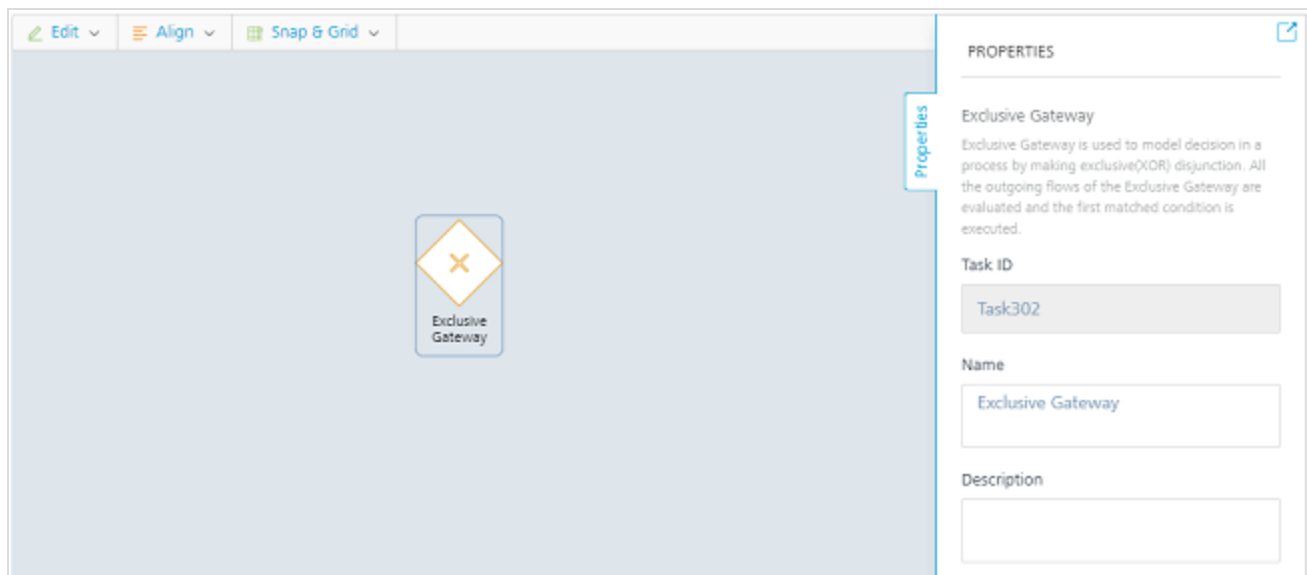 Edit Align Snap & Grid
PROPERTIES
Properties
Exclusive Gateway
Exclusive Gateway is used to model decision in a
process by making exclusive(XOR) disjunction. All
the outgoing flows of the Exclusive Gateway are
evaluated and the first matched condition is
executed.
Task ID
Task302
Name
Exclusive Gateway
Description
Exclusive
Gateway